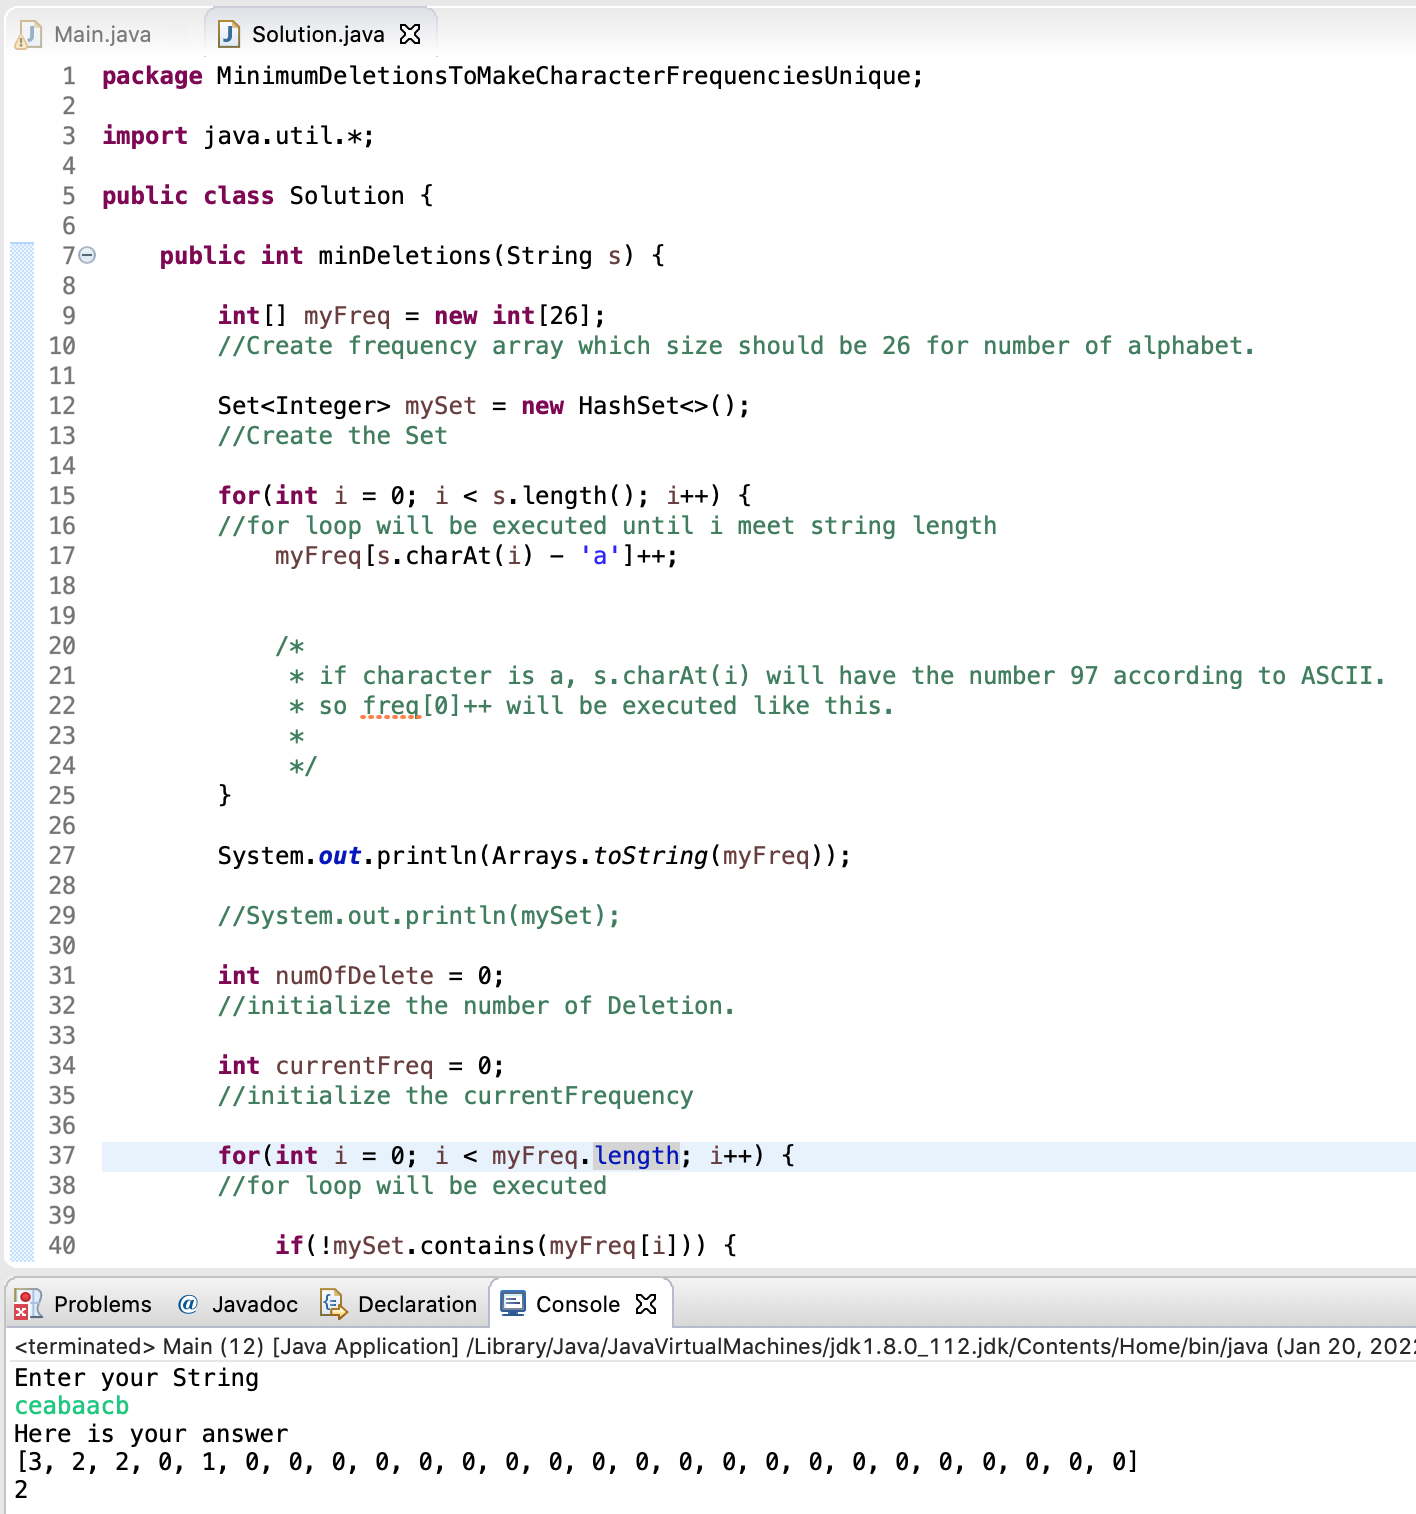 Main.java Solution.java
1 package MinimumDeletionsToMakeCharacterFrequenciesUnique;
2
3 import java.util.*;
4
5 public class Solution {
6
7 public int minDeletions(String s) {
8
9 int[] myFreq = new int[26];
10 //Create frequency array which size should be 26 for number of alphabet.
11
12 Set<Integer> mySet = new HashSet<>();
13 //Create the Set
14
15 for(int i = 0; i < s.length(); i++) {
16 //for loop will be executed until i meet string length
17 myFreq[s.charAt(i) - 'a']++;
18
19
20 /*
21 * if character is a, s.charAt(i) will have the number 97 according to ASCII.
22 * so freq[0]++ will be executed like this.
23 *
24 */
25 }
26
27 System.out.println(Arrays.toString(myFreq));
28
29 //System.out.println(mySet);
30
31 int numOfDelete = 0;
32 //initialize the number of Deletion.
33
34 int currentFreq = 0;
35 //initialize the currentFrequency
36
37 for(int i = 0; i < myFreq.length; i++) {
38 //for loop will be executed
39
40 if(!mySet.contains(myFreq[i])) {
Problems @ Javadoc Declaration Console
<terminated> Main (12) [Java Application] /Library/Java/JavaVirtualMachines/jdk1.8.0_112.jdk/Contents/Home/bin/java (Jan 20, 202
Enter your String
ceabaacb
Here is your answer
[3, 2, 2, 0, 1, 0, 0, 0, 0, 0, 0, 0, 0, 0, 0, 0, 0, 0, 0, 0, 0, 0, 0, 0, 0, 0]
2